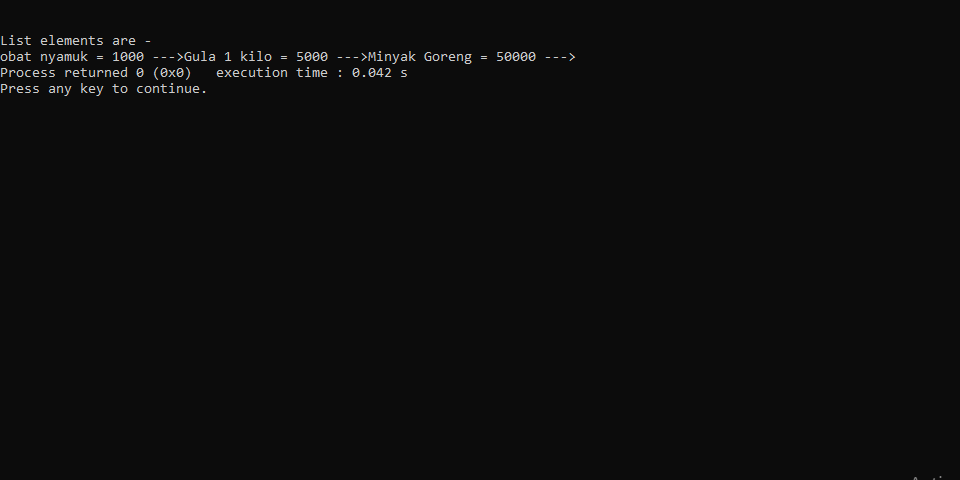 List elements are -
obat nyamuk = 1000 --->Gula 1 kilo = 5000 --->Minyak Goreng = 50000 --->
Process returned 0 (0x0)   execution time : 0.042 s
Press any key to continue.